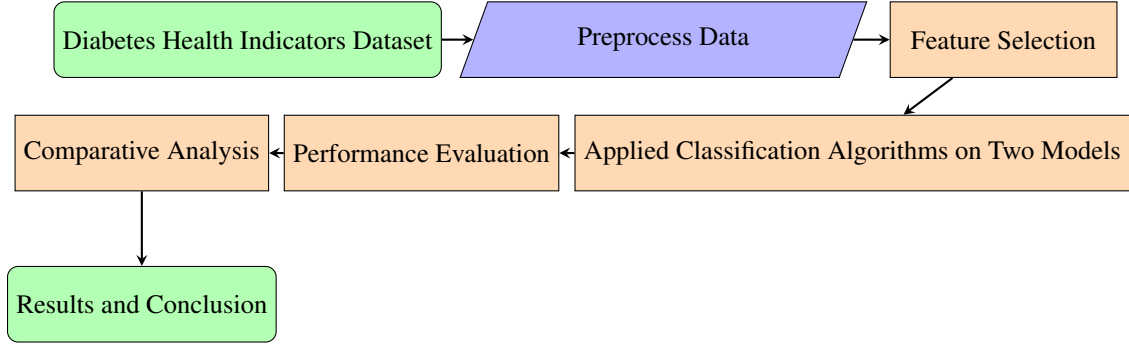 Diabetes Health Indicators Dataset
Preprocess Data
Feature Selection
Applied Classification Algorithms on Two Models
Performance Evaluation
Comparative Analysis
Results and Conclusion